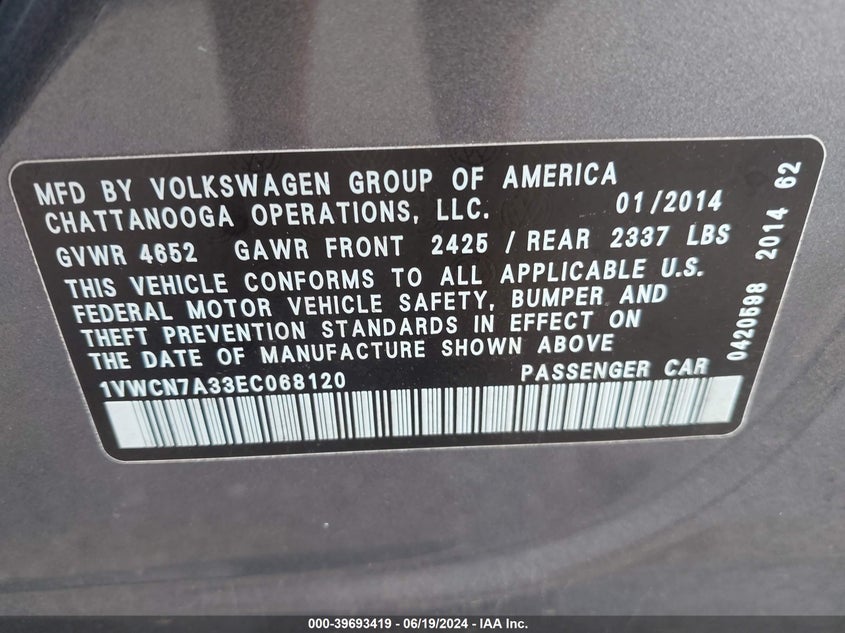 MFD BY VOLKSWAGEN GROUP OF AMERICA
CHATTANOOGA OPERATIONS, LLC. 01/2014
GVWR 4652 GAWR FRONT 2425 / REAR 2337 LBS
THIS VEHICLE CONFORMS TO ALL APPLICABLE U.S.
FEDERAL MOTOR VEHICLE SAFETY, BUMPER AND
THEFT PREVENTION STANDARDS IN EFFECT ON
THE DATE OF MANUFACTURE SHOWN ABOVE
1VWCN7A33EC068120 PASSENGER CAR
0420598 2014 62
000-39693419 - 06/19/2024 - IAA Inc.